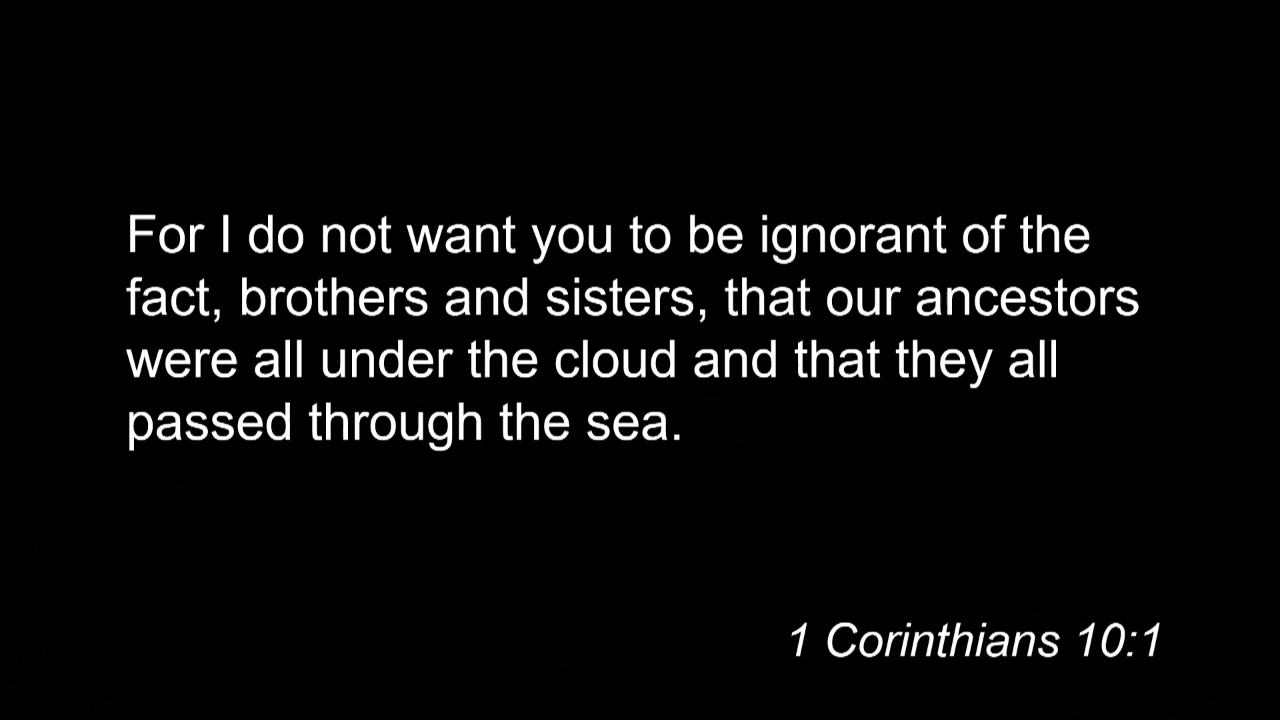 For I do not want you to be ignorant of the
fact, brothers and sisters, that our ancestors
were all under the cloud and that they all
passed through the sea.
1 Corinthians 10:1